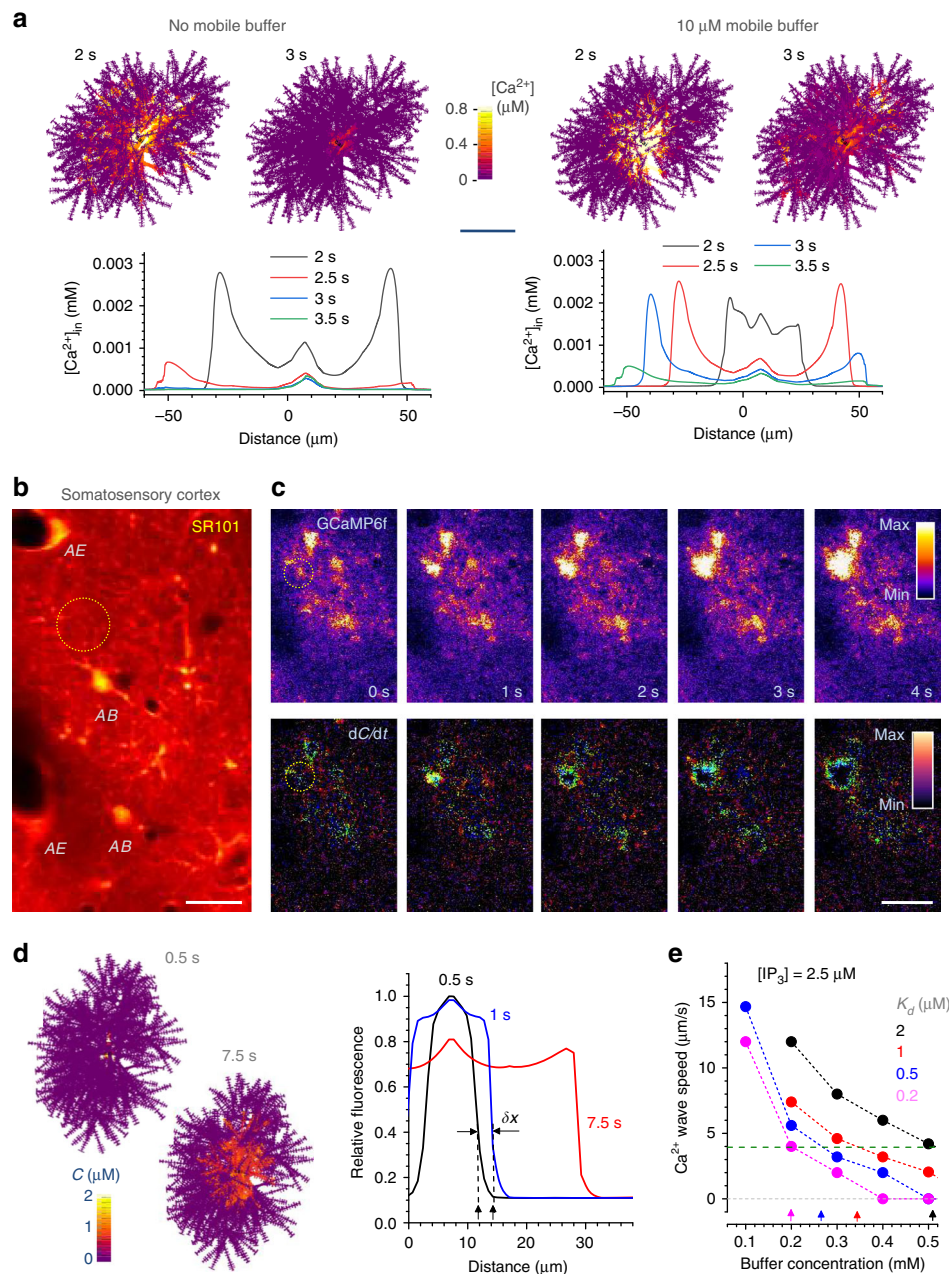 a
No mobile buffer
10 μM mobile buffer
2 s
3 s
[Ca²⁺]
(μM)
0.8
0.4
0
2 s
3 s
2 s
2.5 s
3 s
3.5 s
0.003
0.002
0.001
0.000
[Ca²⁺]in (mM)
−50
0
50
Distance (μm)
2 s
3 s
2.5 s
3.5 s
0.003
0.002
0.001
0.000
[Ca²⁺]in (mM)
−50
0
50
Distance (μm)
b
Somatosensory cortex
SR101
AE
AB
AE
AB
c
GCaMP6f
Max
Min
0 s
1 s
2 s
3 s
4 s
dC/dt
Max
Min
d
0.5 s
7.5 s
C (μM)
2
1
0
0.5 s
1 s
7.5 s
δx
1.0
0.8
0.6
0.4
0.2
0.0
Relative fluorescence
0
10
20
30
Distance (μm)
e
[IP₃] = 2.5 μM
Kd (μM)
2
1
0.5
0.2
15
10
5
0
Ca²⁺ wave speed (μm/s)
0.1
0.2
0.3
0.4
0.5
Buffer concentration (mM)